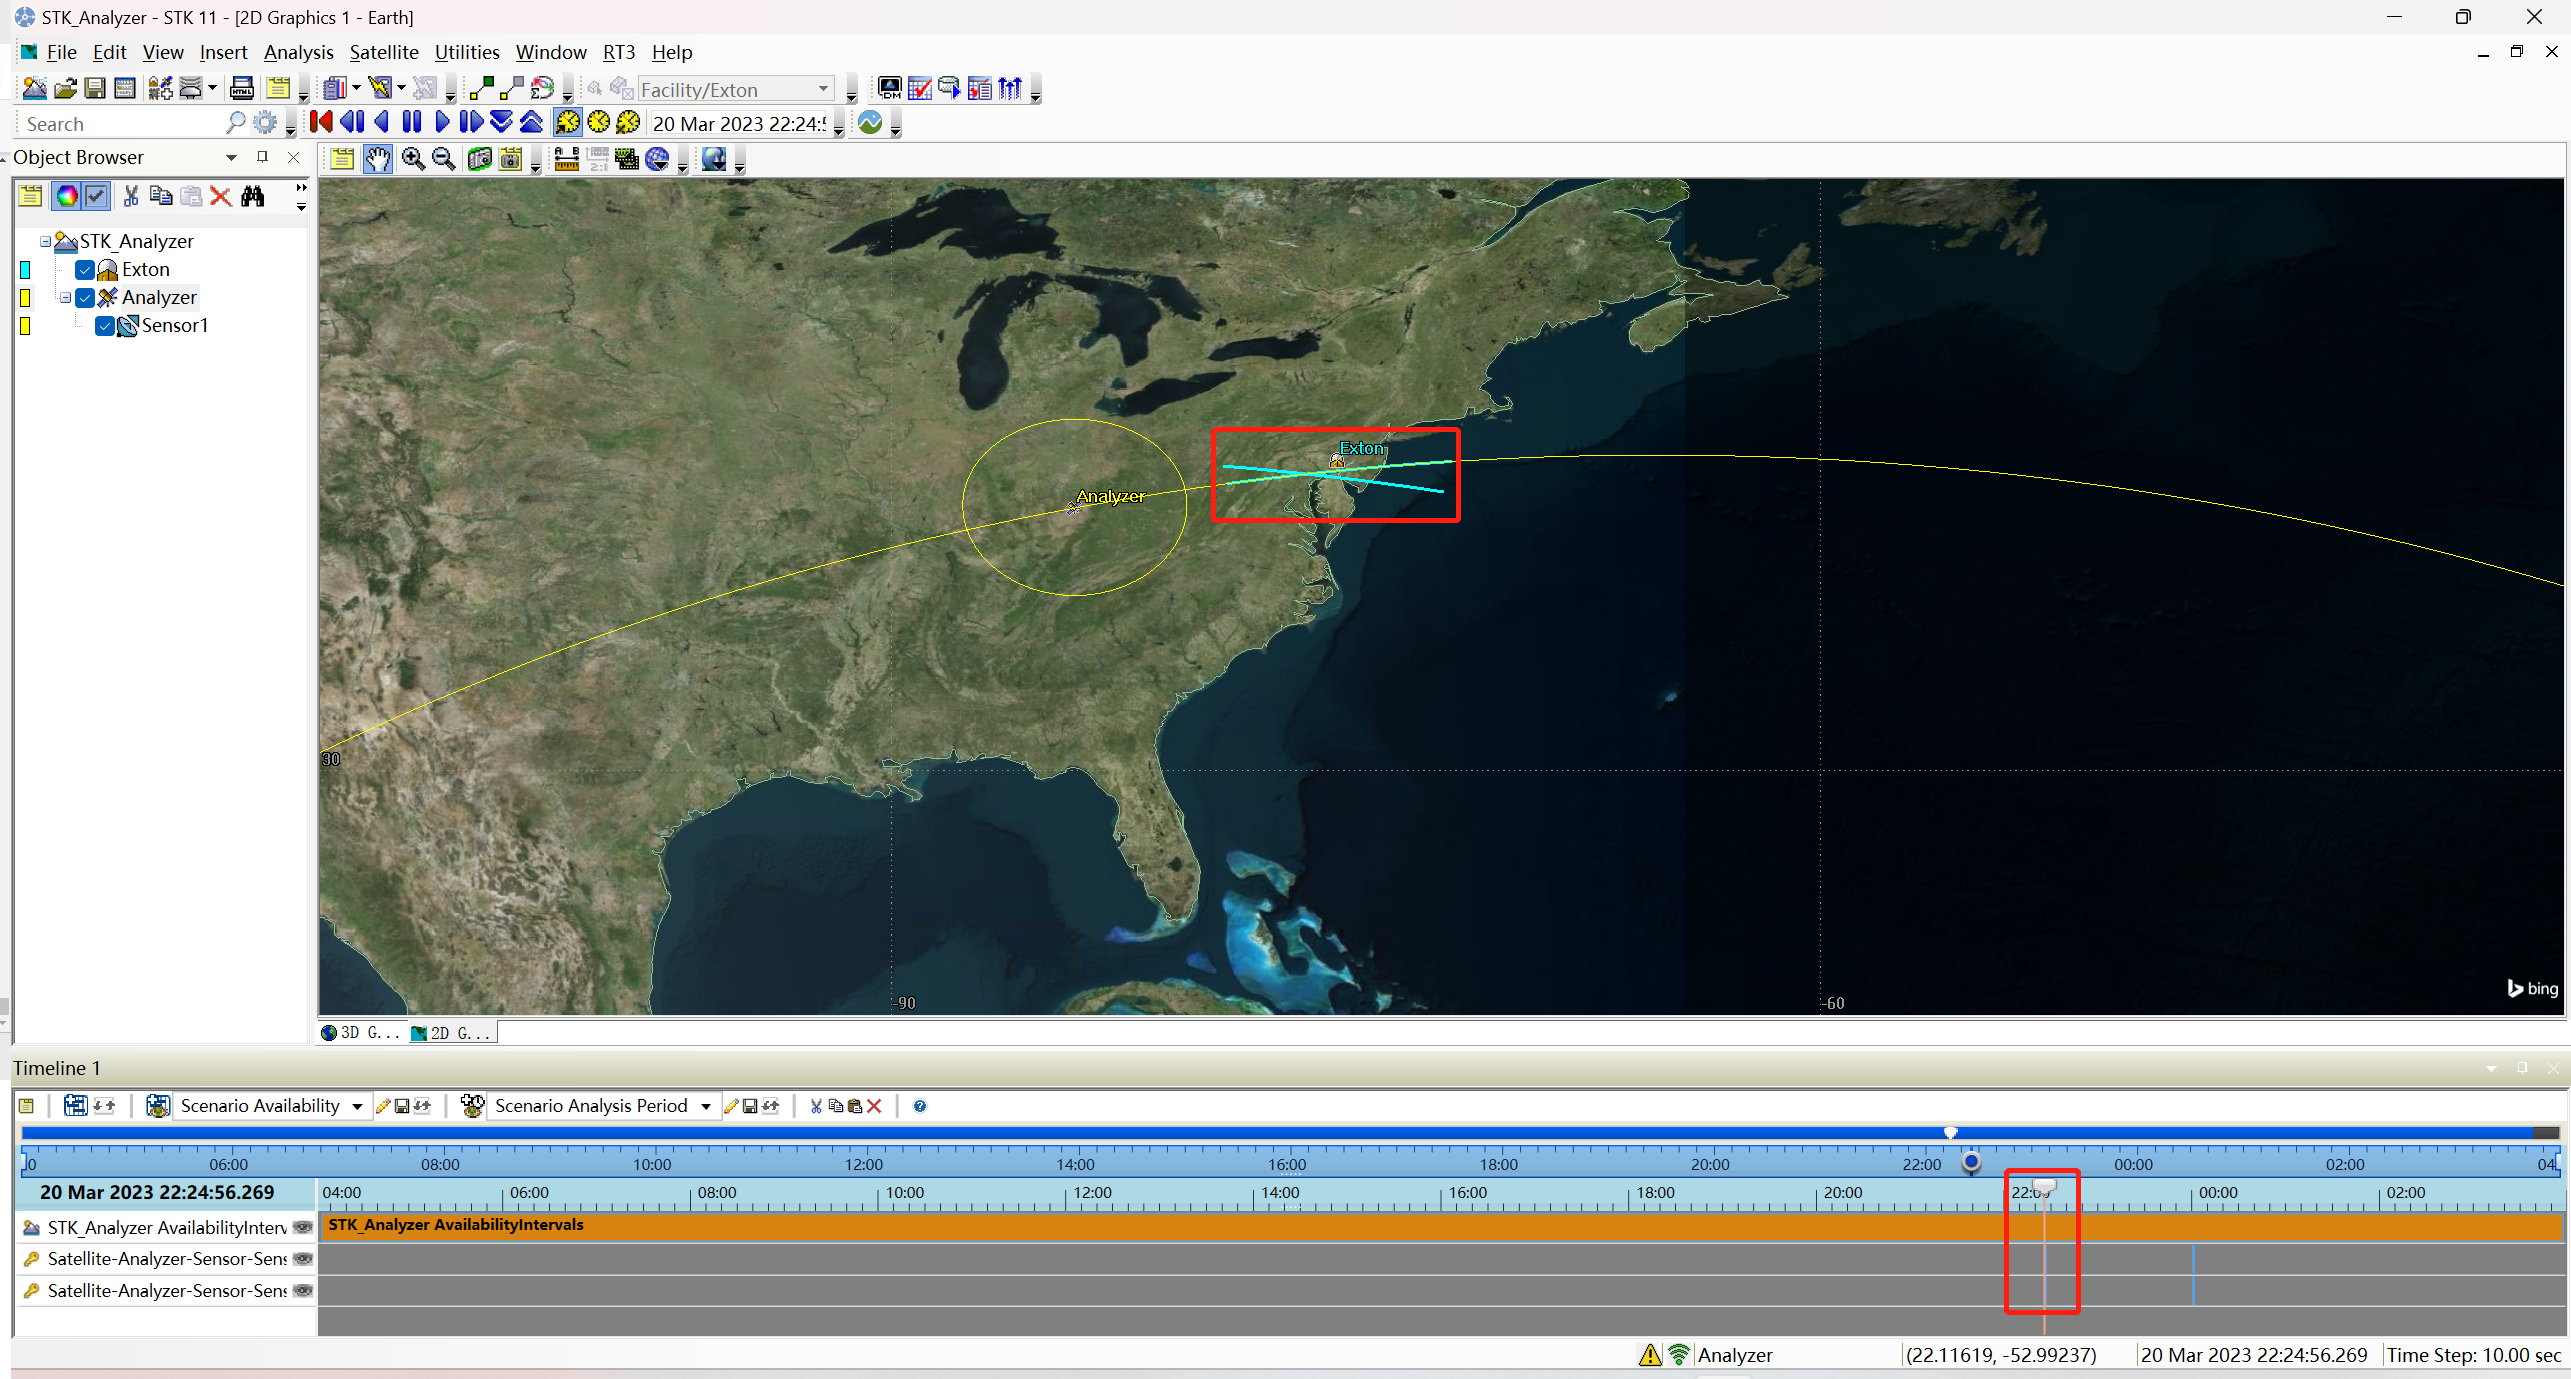 STK_Analyzer - STK 11 - [2D Graphics 1 - Earth]
File Edit View Insert Analysis Satellite Utilities Window RT3 Help
HTML Facility/Exton DM
Search 20 Mar 2023 22:24:5
Object Browser
STK_Analyzer
Exton
Analyzer
Sensor1
Exton
Analyzer
30
-90 -60
bing
3D G... 2D G...
Timeline 1
Scenario Availability Scenario Analysis Period
06:00 08:00 10:00 12:00 14:00 16:00 18:00 20:00 22:00 00:00 02:00 04
20 Mar 2023 22:24:56.269 04:00 06:00 08:00 10:00 12:00 14:00 16:00 18:00 20:00 22:00 00:00 02:00
STK_Analyzer AvailabilityInterv STK_Analyzer AvailabilityIntervals
Satellite-Analyzer-Sensor-Sens
Satellite-Analyzer-Sensor-Sens
Analyzer (22.11619, -52.99237) 20 Mar 2023 22:24:56.269 Time Step: 10.00 sec